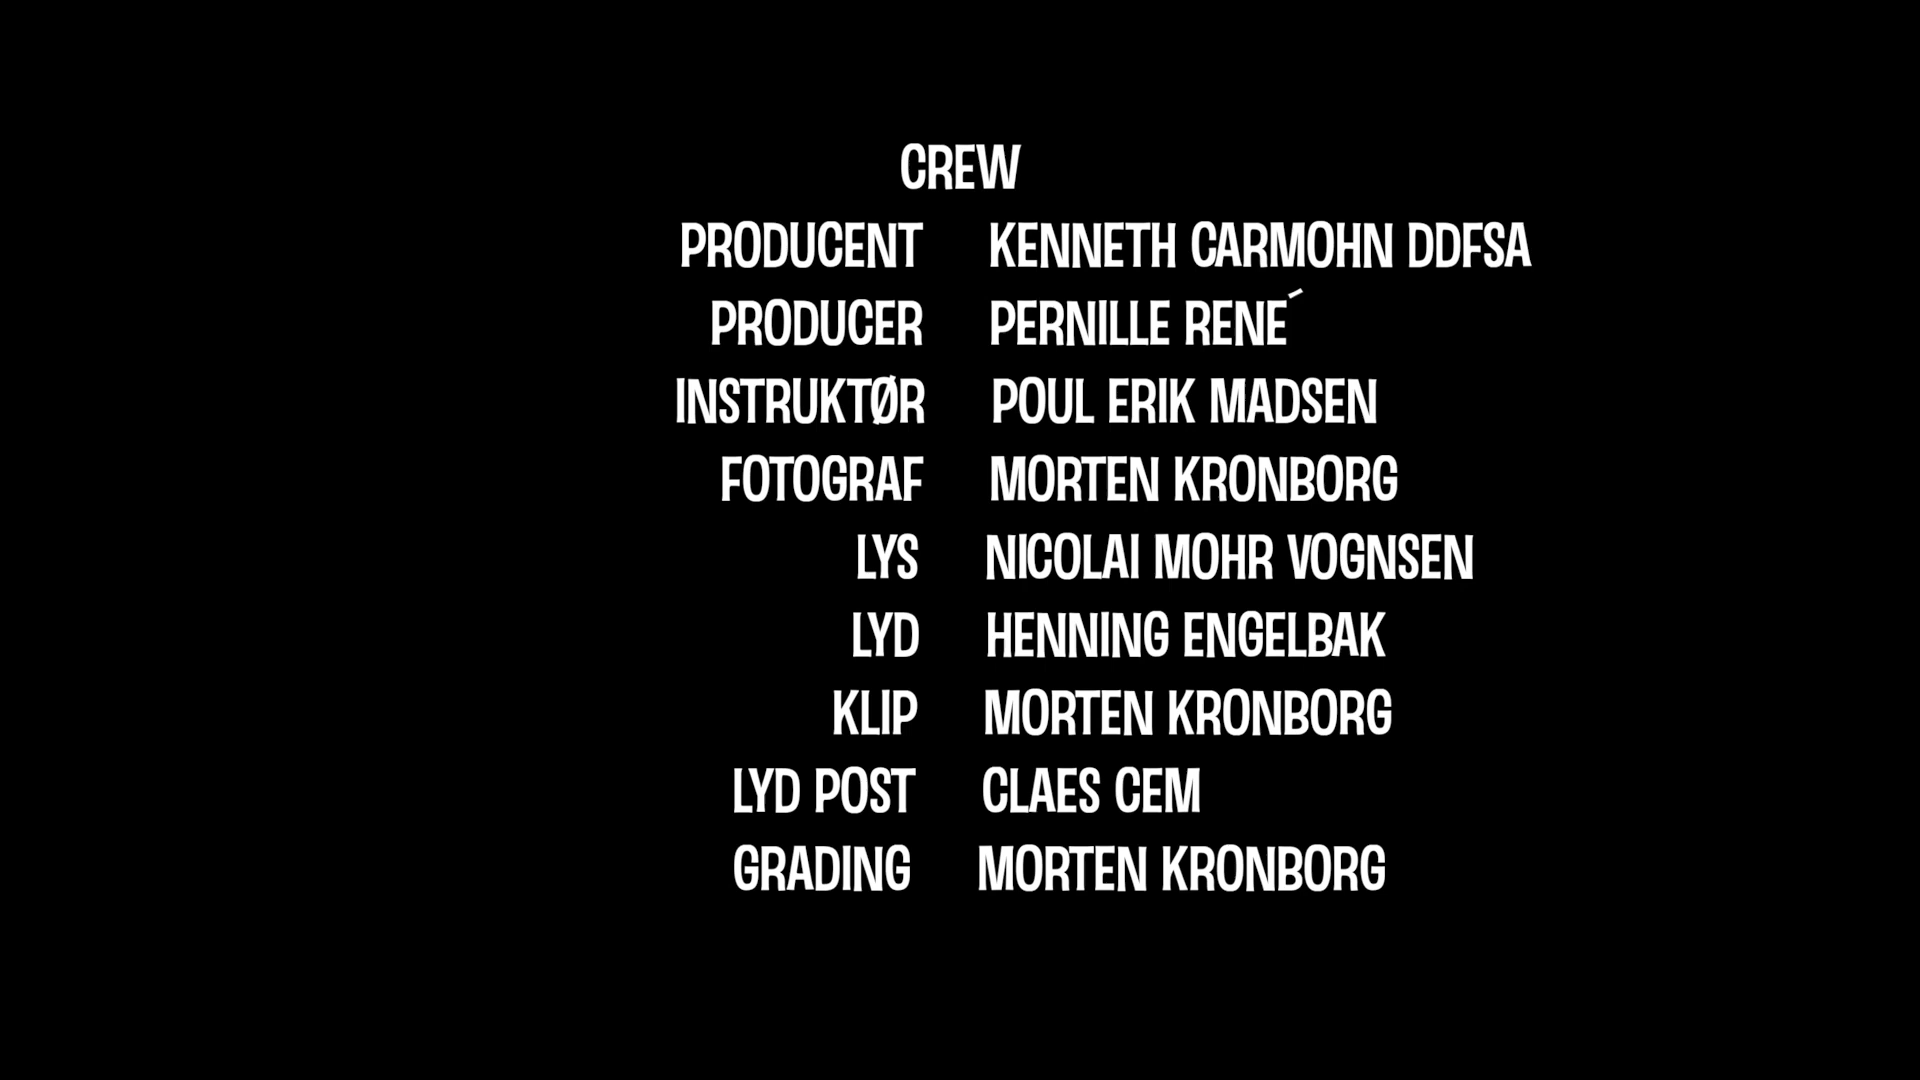 CREW
PRODUCENT KENNETH CARMOHN DDFSA
PRODUCER PERNILLE RENE´
INSTRUKTØR POUL ERIK MADSEN
FOTOGRAF MORTEN KRONBORG
LYS NICOLAI MOHR VOGNSEN
LYD HENNING ENGELBAK
KLIP MORTEN KRONBORG
LYD POST CLAES CEM
GRADING MORTEN KRONBORG